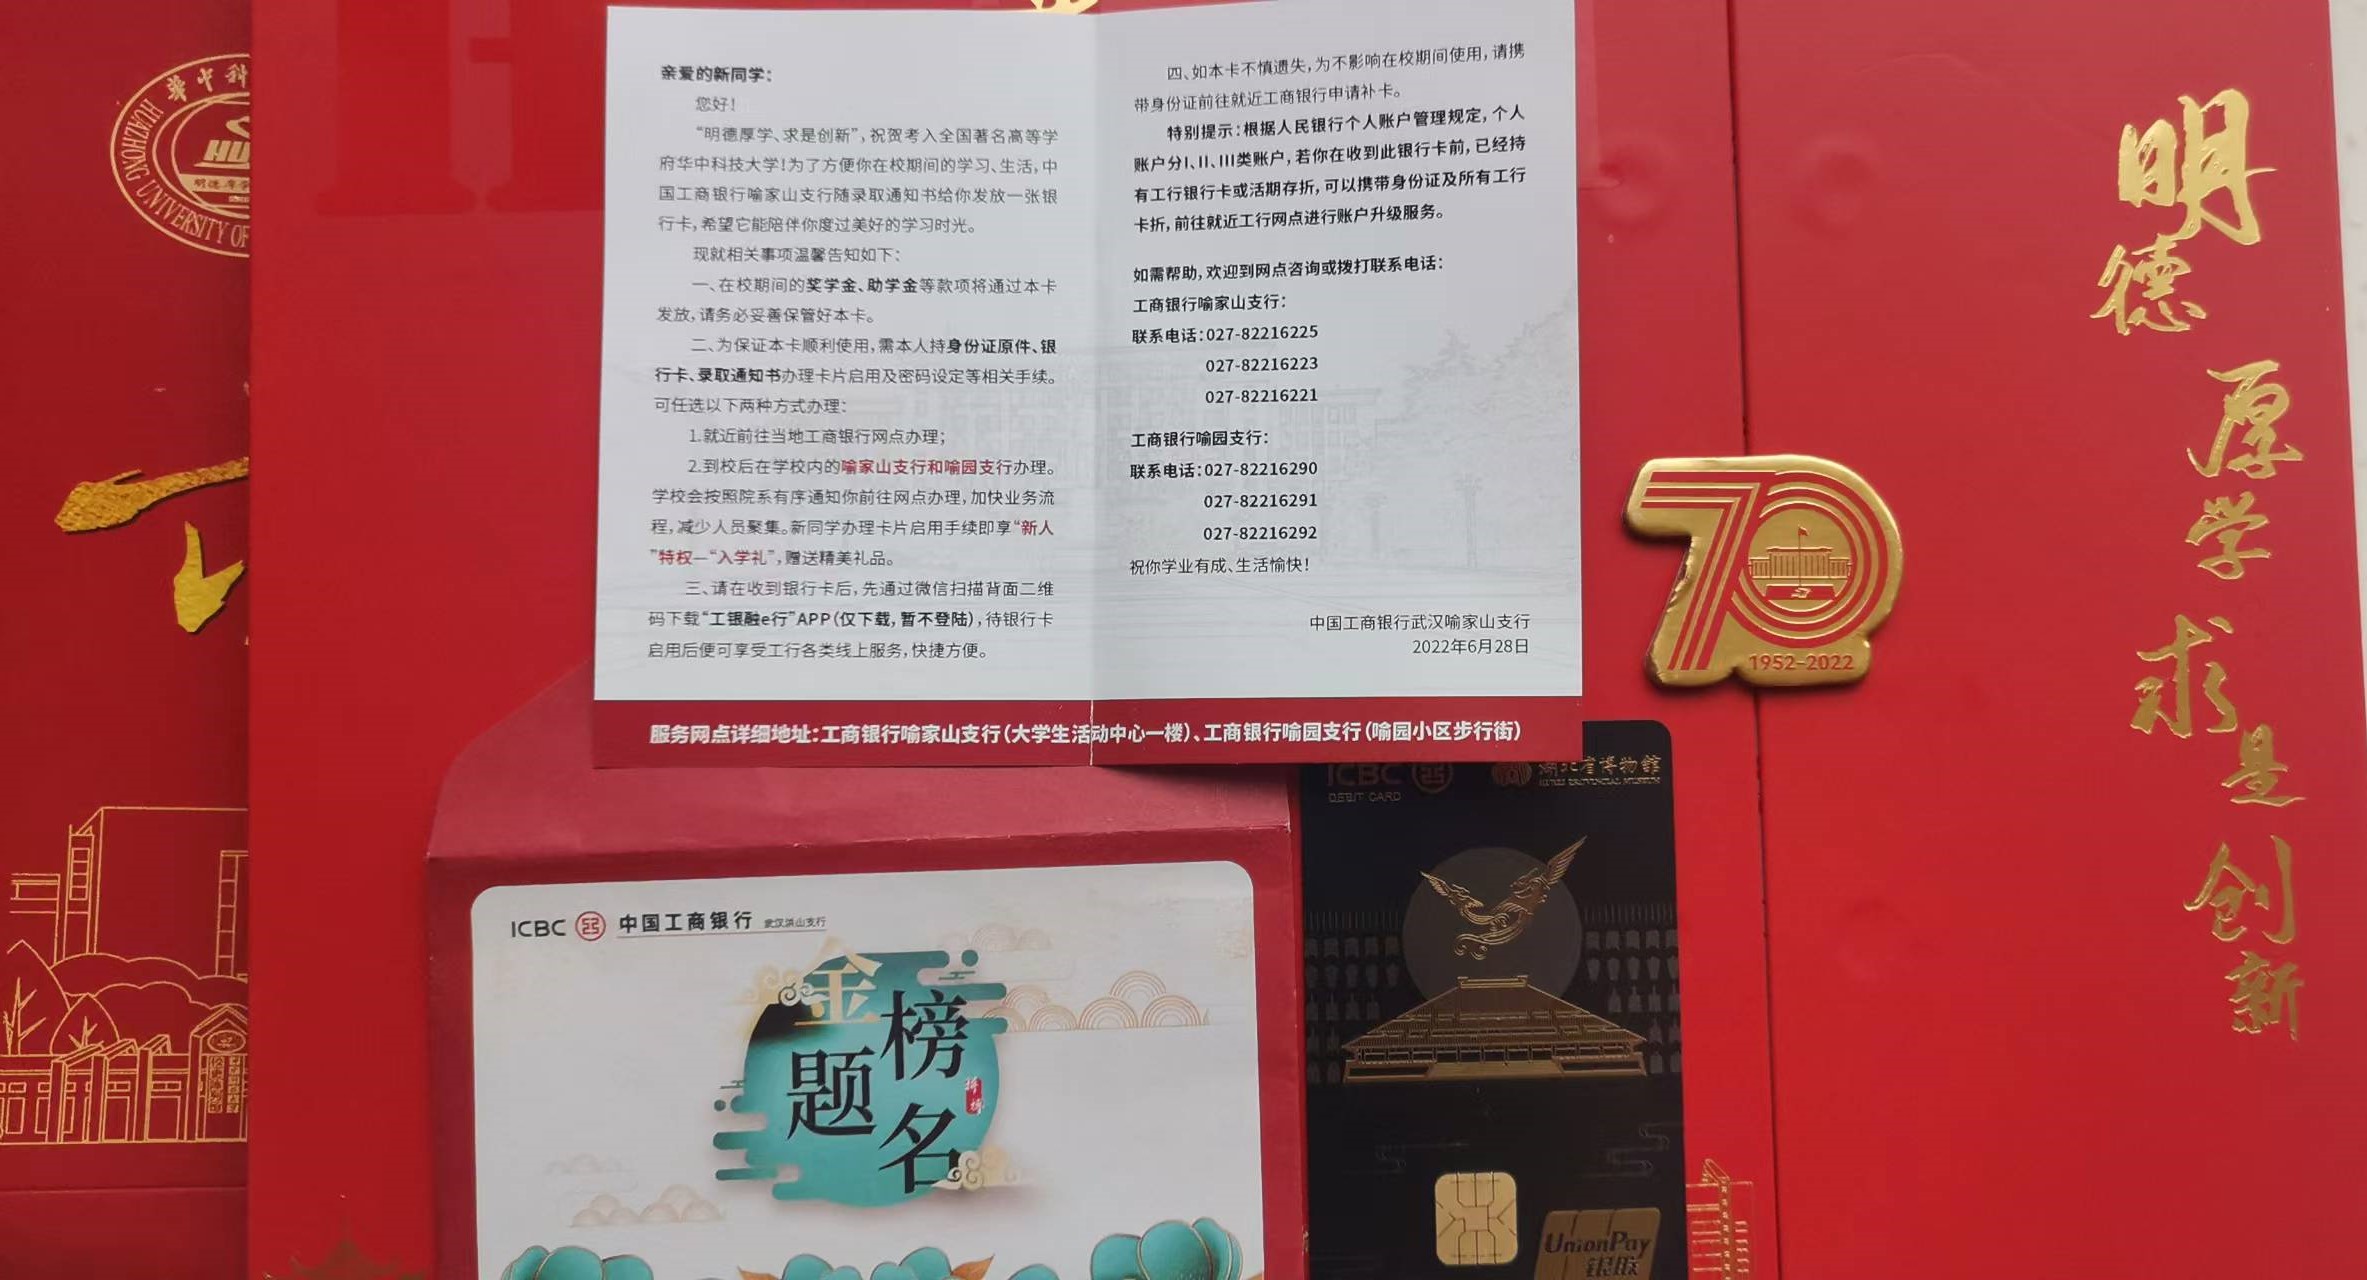 華中科
HUAZHONG UNIVERSITY OF
亲爱的新同学：
您好！
“明德厚学、求是创新”，祝贺考入全国著名高等学
府华中科技大学！为了方便你在校期间的学习、生活，中
国工商银行喻家山支行随录取通知书给你发放一张银
行卡，希望它能陪伴你度过美好的学习时光。
现就相关事项温馨告知如下：
一、在校期间的奖学金、助学金等款项将通过本卡
发放，请务必妥善保管好本卡。
二、为保证本卡顺利使用，需本人持身份证原件、银
行卡、录取通知书办理卡片启用及密码设定等相关手续。
可任选以下两种方式办理：
1.就近前往当地工商银行网点办理；
2.到校后在学校内的喻家山支行和喻园支行办理。
学校会按照院系有序通知你前往网点办理，加快业务流
程，减少人员聚集。新同学办理卡片启用手续即享“新人
”特权—“入学礼”，赠送精美礼品。
三、请在收到银行卡后，先通过微信扫描背面二维
码下载“工银融e行”APP（仅下载，暂不登陆），待银行卡
启用后便可享受工行各类线上服务，快捷方便。
四、如本卡不慎遗失，为不影响在校期间使用，请携
带身份证前往就近工商银行申请补卡。
特别提示：根据人民银行个人账户管理规定，个人
账户分I、II、III类账户，若你在收到此银行卡前，已经持
有工行银行卡或活期存折，可以携带身份证及所有工行
卡折，前往就近工行网点进行账户升级服务。
如需帮助，欢迎到网点咨询或拨打联系电话：
工商银行喻家山支行：
联系电话：027-82216225
027-82216223
027-82216221
工商银行喻园支行：
联系电话：027-82216290
027-82216291
027-82216292
祝你学业有成、生活愉快！
中国工商银行武汉喻家山支行
2022年6月28日
服务网点详细地址：工商银行喻家山支行（大学生活动中心一楼）、工商银行喻园支行（喻园小区步行街）
70
1952-2022
明德
厚学
求是
创新
ICBC 中国工商银行 武汉洪山支行
金榜
题名
ICBC
DEBIT CARD
湖北省博物館
HUBEI PROVINCIAL MUSEUM
UnionPay
银联